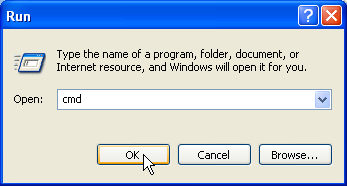 Run
Type the name of a program, folder, document, or
Internet resource, and Windows will open it for you.
Open: cmd
OK Cancel Browse...